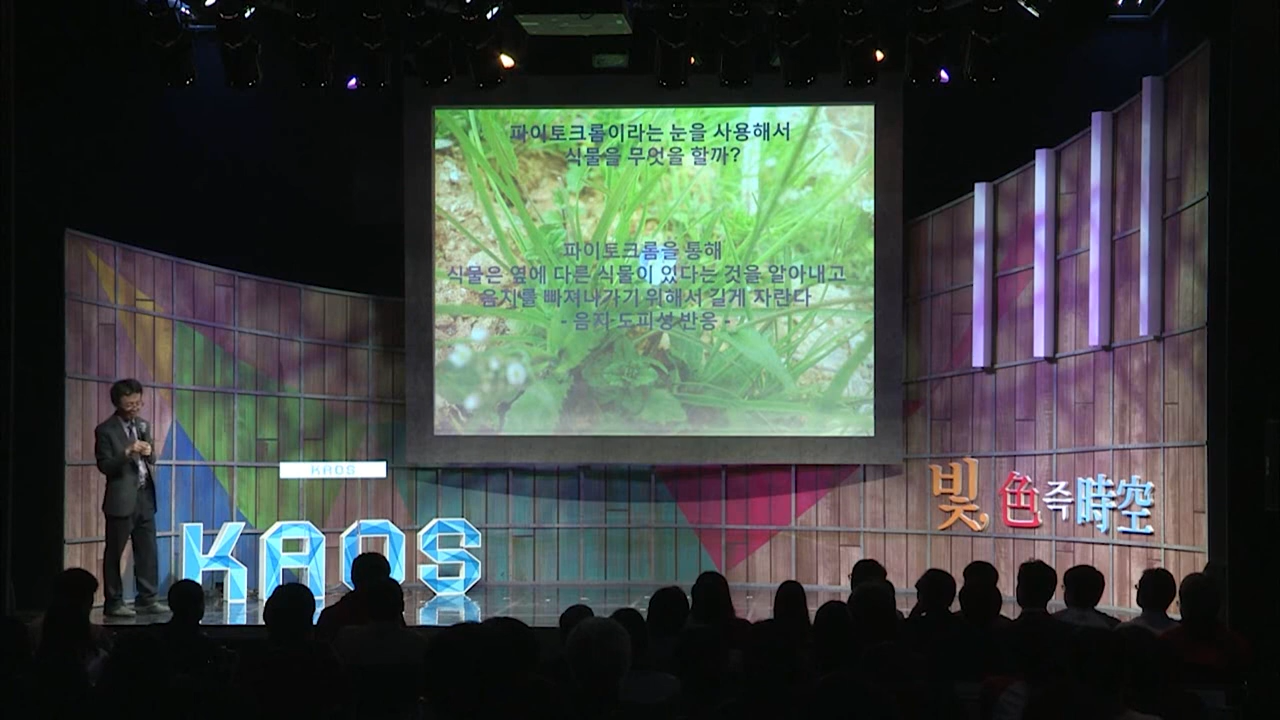 파이토크롬이라는 눈을 사용해서
식물을 무엇을 할까?
파이토크롬을 통해
식물은 옆에 다른 식물이 있다는 것을 알아내고
음지를 빠져나가기 위해서 길게 자란다
- 음지 도피성 반응 -
KAOS
KAOS
빛, 色즉時空